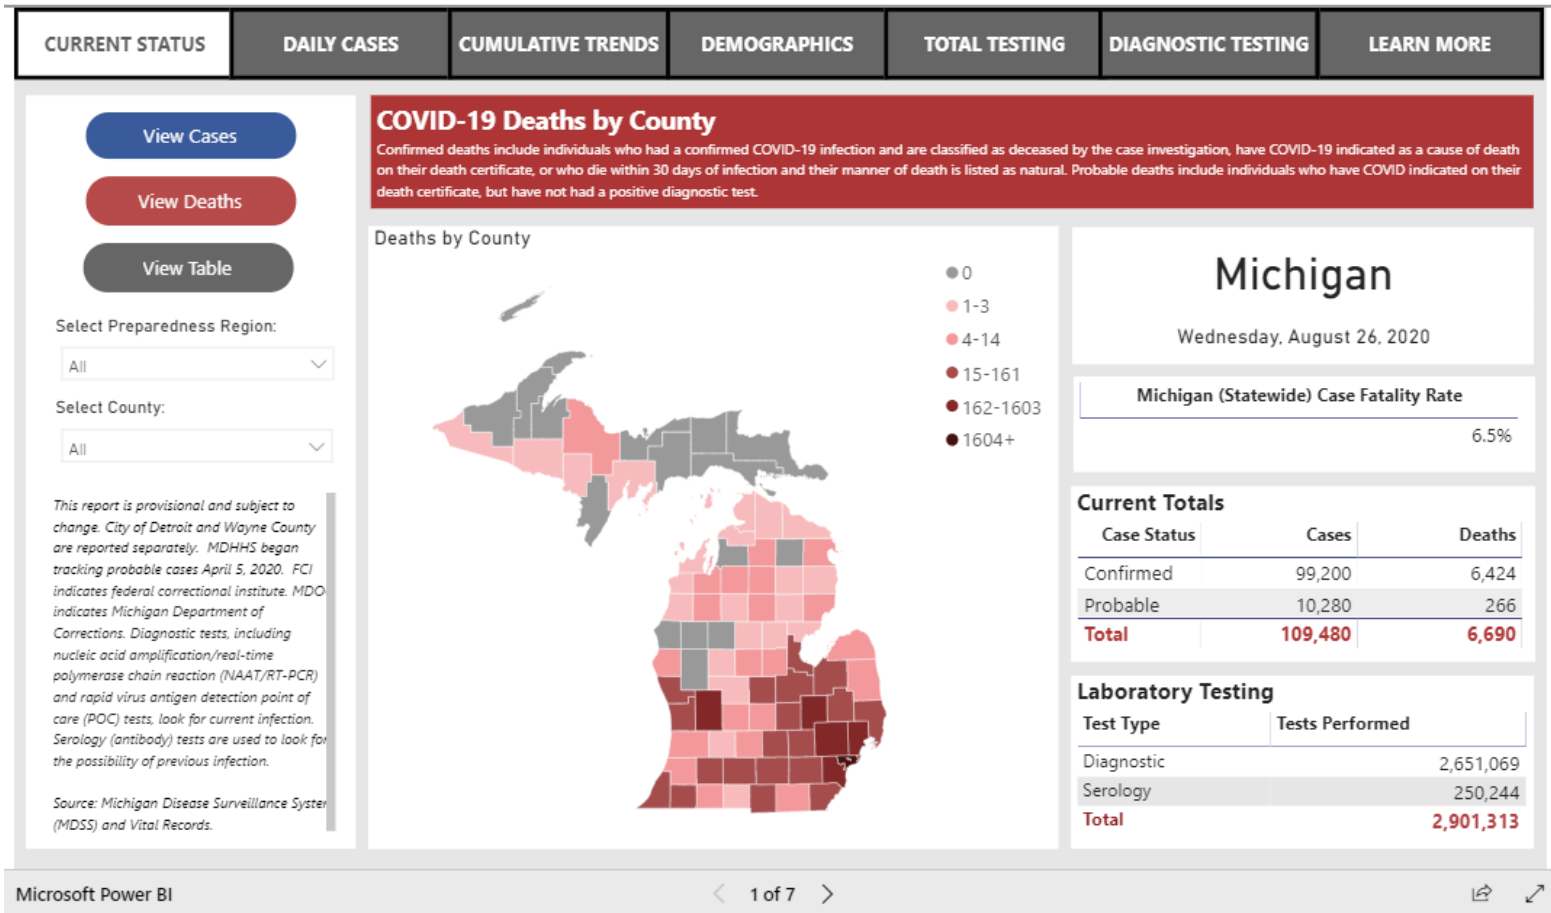 CURRENT STATUS
DAILY CASES
CUMULATIVE TRENDS
DEMOGRAPHICS
TOTAL TESTING
DIAGNOSTIC TESTING
LEARN MORE
View Cases
View Deaths
View Table
Select Preparedness Region:
All
Select County:
All
This report is provisional and subject to
change. City of Detroit and Wayne County
are reported separately. MDHHS began
tracking probable cases April 5, 2020. FCI
indicates federal correctional institute. MDO
indicates Michigan Department of
Corrections. Diagnostic tests, including
nucleic acid amplification/real-time
polymerase chain reaction (NAAT/RT-PCR)
and rapid virus antigen detection point of
care (POC) tests, look for current infection.
Serology (antibody) tests are used to look for
the possibility of previous infection.
Source: Michigan Disease Surveillance System
(MDSS) and Vital Records.
COVID-19 Deaths by County
Confirmed deaths include individuals who had a confirmed COVID-19 infection and are classified as deceased by the case investigation, have COVID-19 indicated as a cause of death
on their death certificate, or who die within 30 days of infection and their manner of death is listed as natural. Probable deaths include individuals who have COVID indicated on their
death certificate, but have not had a positive diagnostic test.
Deaths by County
0
1-3
4-14
15-161
162-1603
1604+
Michigan
Wednesday, August 26, 2020
Michigan (Statewide) Case Fatality Rate
6.5%
Current Totals
Case Status Cases Deaths
Confirmed 99,200 6,424
Probable 10,280 266
Total 109,480 6,690
Laboratory Testing
Test Type Tests Performed
Diagnostic 2,651,069
Serology 250,244
Total 2,901,313
Microsoft Power BI
1 of 7